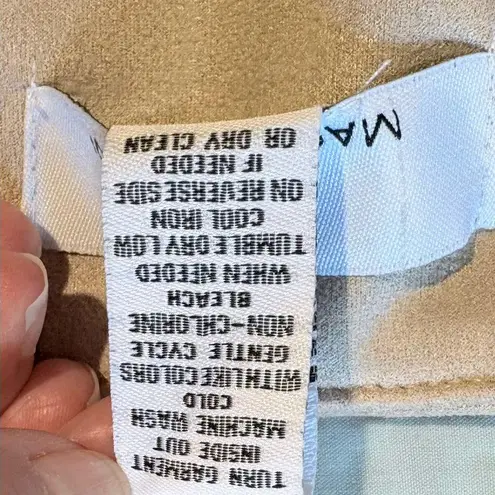 TURN GARMENT
INSIDE OUT
MACHINE WASH
COLD
WITH LIKE COLORS
GENTLE CYCLE
NON-CHLORINE
BLEACH
WHEN NEEDED
TUMBLE DRY LOW
COOL IRON
ON REVERSE SIDE
IF NEEDED
OR DRY CLEAN
MA